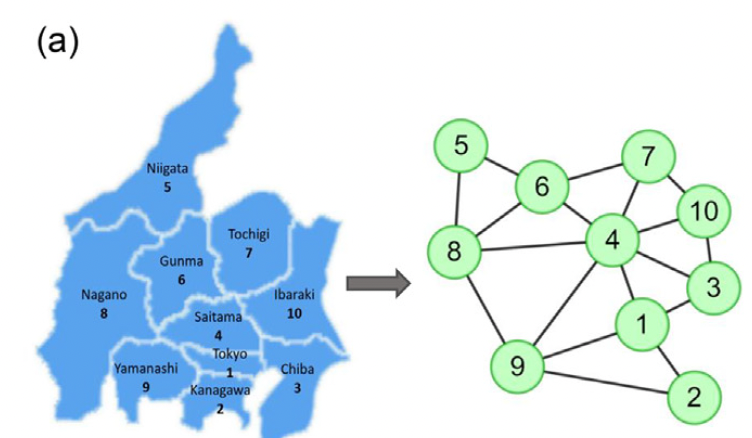 (a)
Niigata
5
Tochigi
7
Gunma
6
Nagano
8
Ibaraki
10
Saitama
4
Tokyo
1
Yamanashi
9
Chiba
3
Kanagawa
2
5
7
6
10
4
8
3
1
9
2